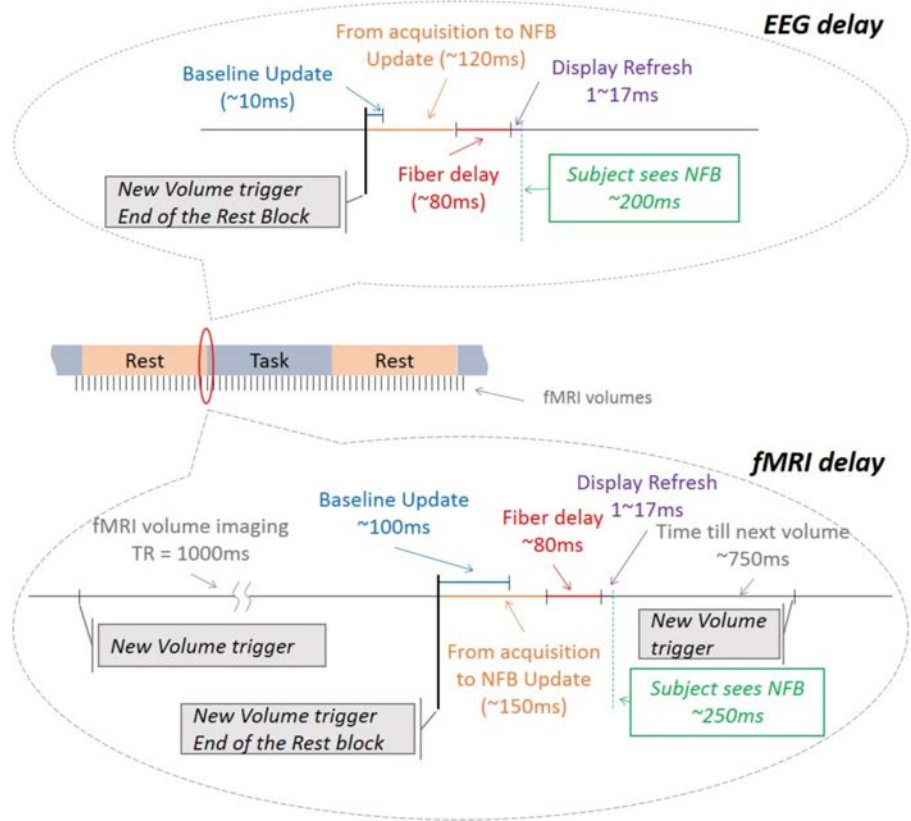 EEG delay
From acquisition to NFB
Update (~120ms)
Baseline Update
(~10ms)
Display Refresh
1~17ms
New Volume trigger
End of the Rest Block
Fiber delay
(~80ms)
Subject sees NFB
~200ms
Rest
Task
Rest
fMRI volumes
fMRI delay
Baseline Update
~100ms
Display Refresh
1~17ms
fMRI volume imaging
TR = 1000ms
Fiber delay
~80ms
Time till next volume
~750ms
New Volume trigger
New Volume
trigger
From acquisition
to NFB Update
(~150ms)
New Volume trigger
End of the Rest block
Subject sees NFB
~250ms